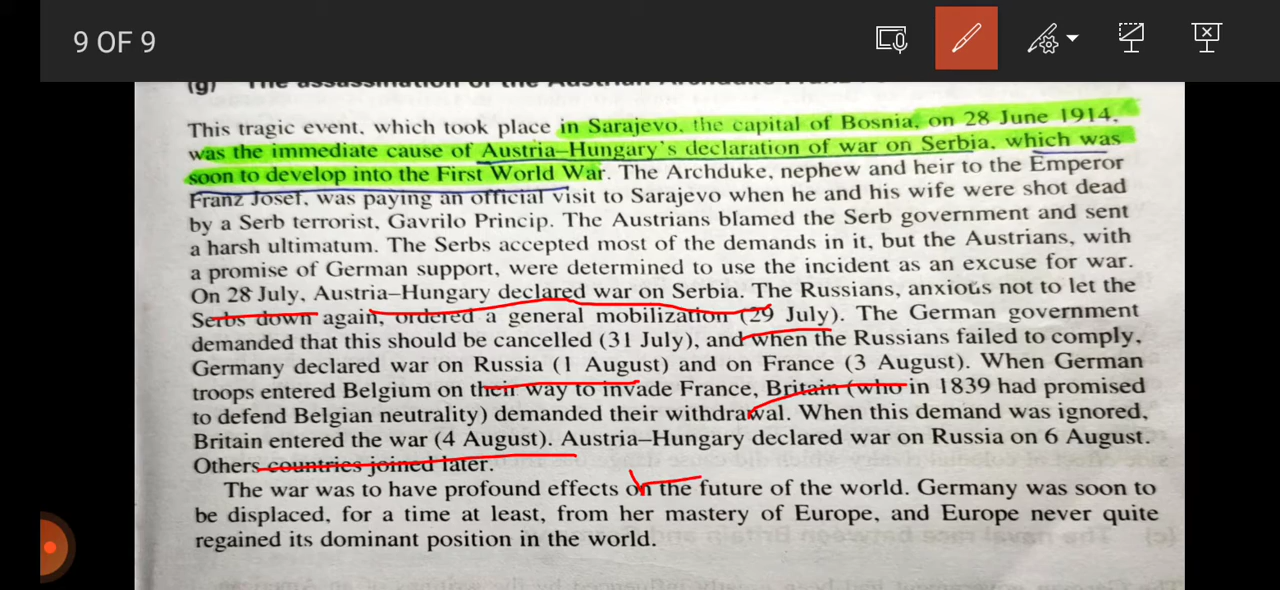 9 OF 9
(g) The assassination of the Austrian Archduke
This tragic event, which took place in Sarajevo, the capital of Bosnia, on 28 June 1914,
was the immediate cause of Austria–Hungary's declaration of war on Serbia, which was
soon to develop into the First World War. The Archduke, nephew and heir to the Emperor
Franz Josef, was paying an official visit to Sarajevo when he and his wife were shot dead
by a Serb terrorist, Gavrilo Princip. The Austrians blamed the Serb government and sent
a harsh ultimatum. The Serbs accepted most of the demands in it, but the Austrians, with
a promise of German support, were determined to use the incident as an excuse for war.
On 28 July, Austria–Hungary declared war on Serbia. The Russians, anxious not to let the
Serbs down again, ordered a general mobilization (29 July). The German government
demanded that this should be cancelled (31 July), and when the Russians failed to comply,
Germany declared war on Russia (1 August) and on France (3 August). When German
troops entered Belgium on their way to invade France, Britain (who in 1839 had promised
to defend Belgian neutrality) demanded their withdrawal. When this demand was ignored,
Britain entered the war (4 August). Austria–Hungary declared war on Russia on 6 August.
Others countries joined later.
The war was to have profound effects on the future of the world. Germany was soon to
be displaced, for a time at least, from her mastery of Europe, and Europe never quite
regained its dominant position in the world.